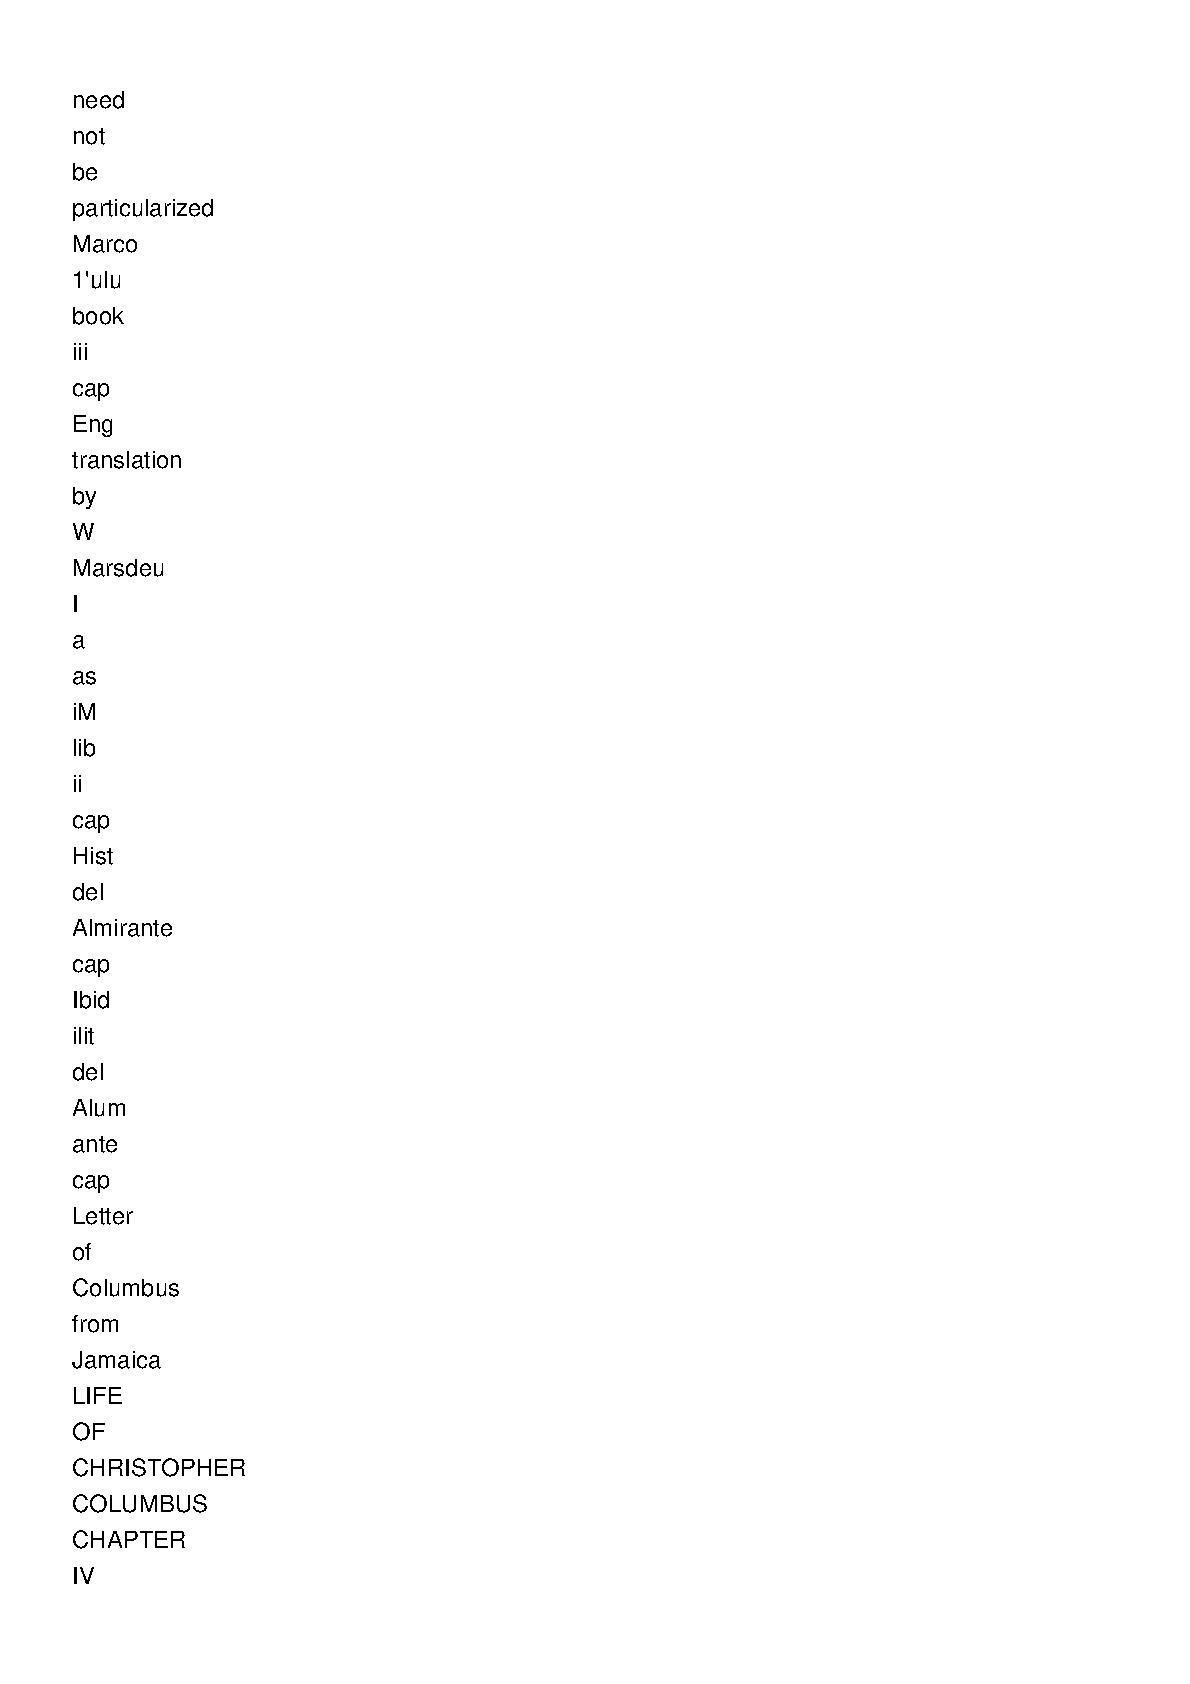 need
not
be
particularized
Marco
1'ulu
book
iii
cap
Eng
translation
by
W
Marsdeu
I
a
as
iM
lib
ii
cap
Hist
del
Almirante
cap
Ibid
ilit
del
Alum
ante
cap
Letter
of
Columbus
from
Jamaica
LIFE
OF
CHRISTOPHER
COLUMBUS
CHAPTER
IV